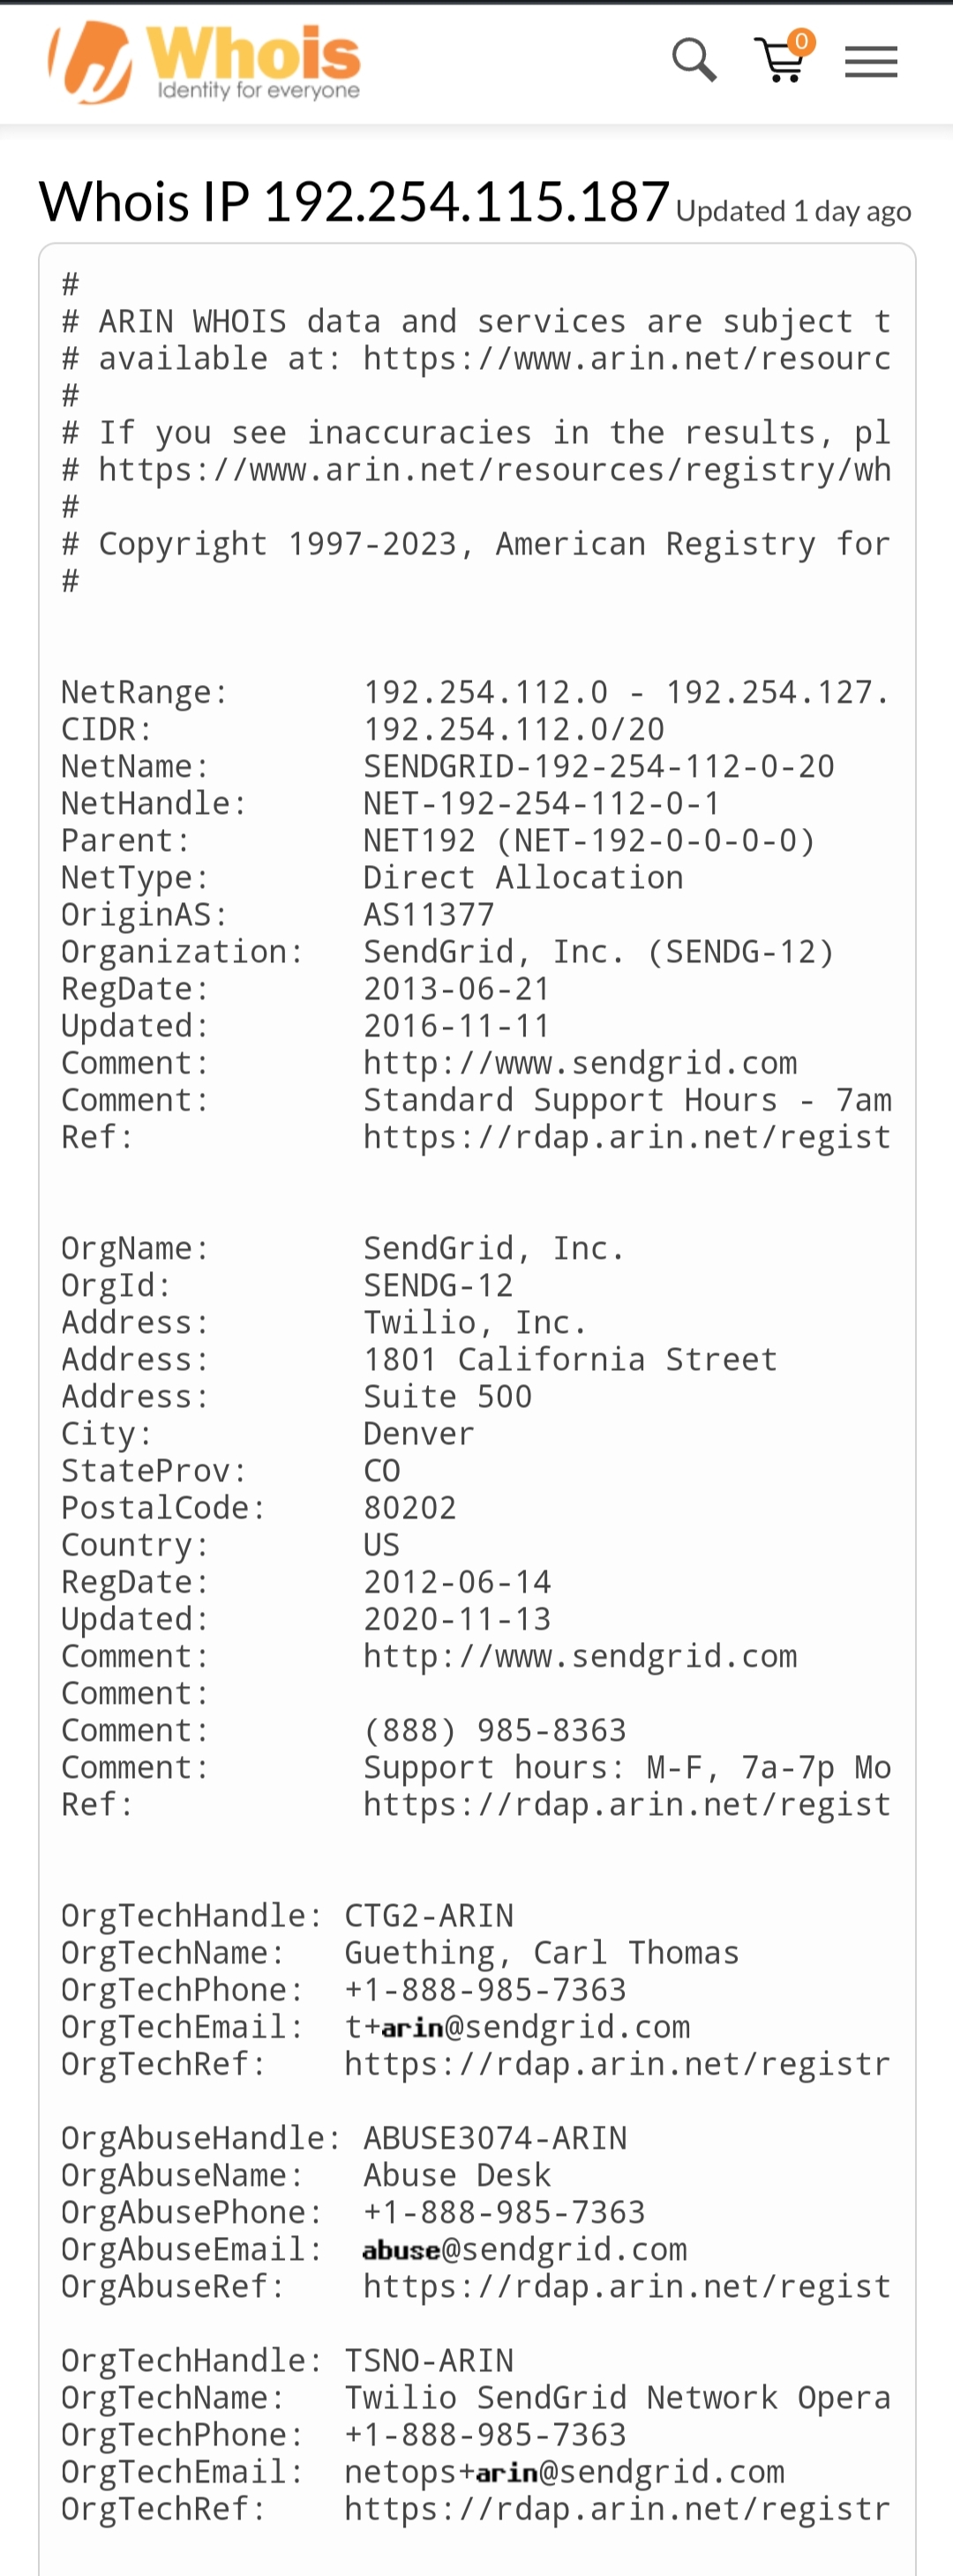 Whois
Identity for everyone
0
Whois IP 192.254.115.187 Updated 1 day ago
#
# ARIN WHOIS data and services are subject t
# available at: https://www.arin.net/resourc
#
# If you see inaccuracies in the results, pl
# https://www.arin.net/resources/registry/wh
#
# Copyright 1997-2023, American Registry for
#
NetRange: 192.254.112.0 - 192.254.127.
CIDR: 192.254.112.0/20
NetName: SENDGRID-192-254-112-0-20
NetHandle: NET-192-254-112-0-1
Parent: NET192 (NET-192-0-0-0-0)
NetType: Direct Allocation
OriginAS: AS11377
Organization: SendGrid, Inc. (SENDG-12)
RegDate: 2013-06-21
Updated: 2016-11-11
Comment: http://www.sendgrid.com
Comment: Standard Support Hours - 7am
Ref: https://rdap.arin.net/regist
OrgName: SendGrid, Inc.
OrgId: SENDG-12
Address: Twilio, Inc.
Address: 1801 California Street
Address: Suite 500
City: Denver
StateProv: CO
PostalCode: 80202
Country: US
RegDate: 2012-06-14
Updated: 2020-11-13
Comment: http://www.sendgrid.com
Comment:
Comment: (888) 985-8363
Comment: Support hours: M-F, 7a-7p Mo
Ref: https://rdap.arin.net/regist
OrgTechHandle: CTG2-ARIN
OrgTechName: Guething, Carl Thomas
OrgTechPhone: +1-888-985-7363
OrgTechEmail: t+arin@sendgrid.com
OrgTechRef: https://rdap.arin.net/registr
OrgAbuseHandle: ABUSE3074-ARIN
OrgAbuseName: Abuse Desk
OrgAbusePhone: +1-888-985-7363
OrgAbuseEmail: abuse@sendgrid.com
OrgAbuseRef: https://rdap.arin.net/regist
OrgTechHandle: TSNO-ARIN
OrgTechName: Twilio SendGrid Network Opera
OrgTechPhone: +1-888-985-7363
OrgTechEmail: netops+arin@sendgrid.com
OrgTechRef: https://rdap.arin.net/registr